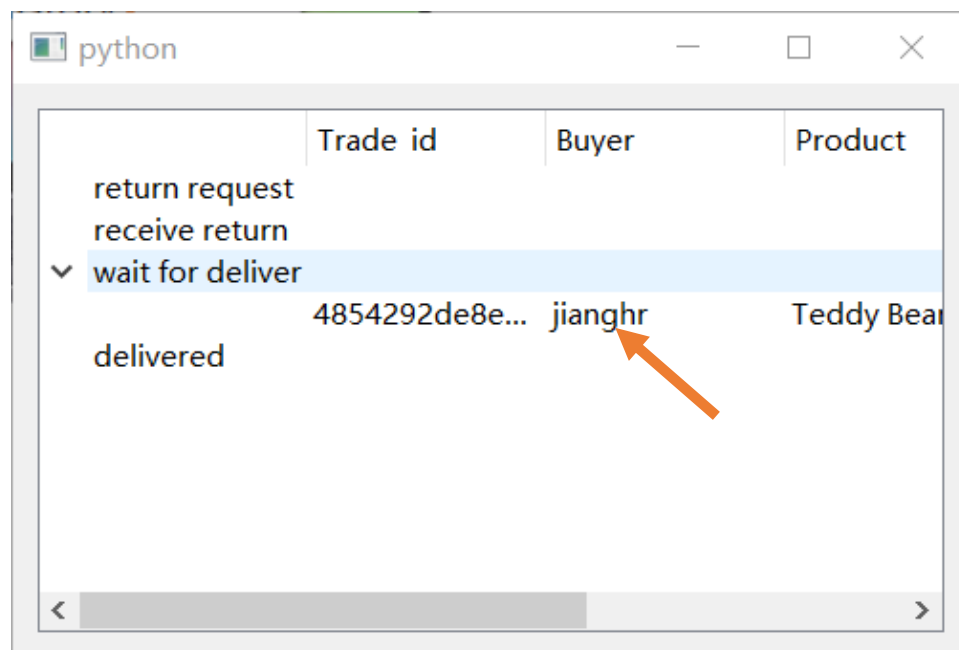 python
Trade id Buyer Product
return request
receive return
wait for deliver
4854292de8e... jianghr Teddy Bear
delivered